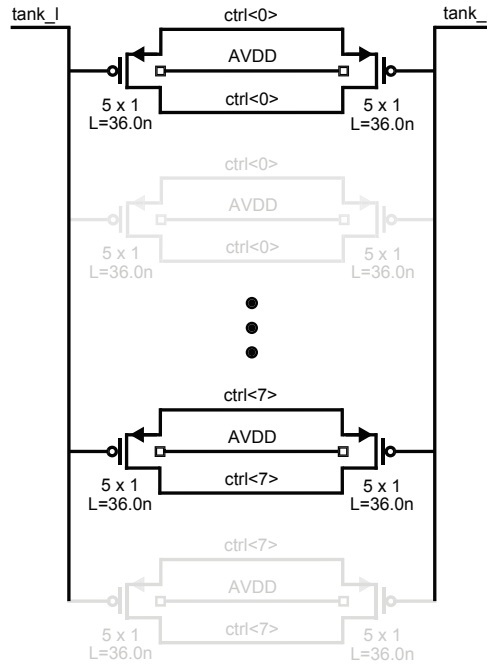 tank_l
ctrl<0>
tank_
AVDD
ctrl<0>
5 x 1
L=36.0n
5 x 1
L=36.0n
ctrl<0>
AVDD
ctrl<0>
5 x 1
L=36.0n
5 x 1
L=36.0n
ctrl<7>
AVDD
ctrl<7>
5 x 1
L=36.0n
5 x 1
L=36.0n
ctrl<7>
AVDD
ctrl<7>
5 x 1
L=36.0n
5 x 1
L=36.0n